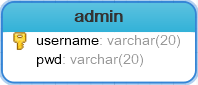 admin
username: varchar(20)
pwd: varchar(20)